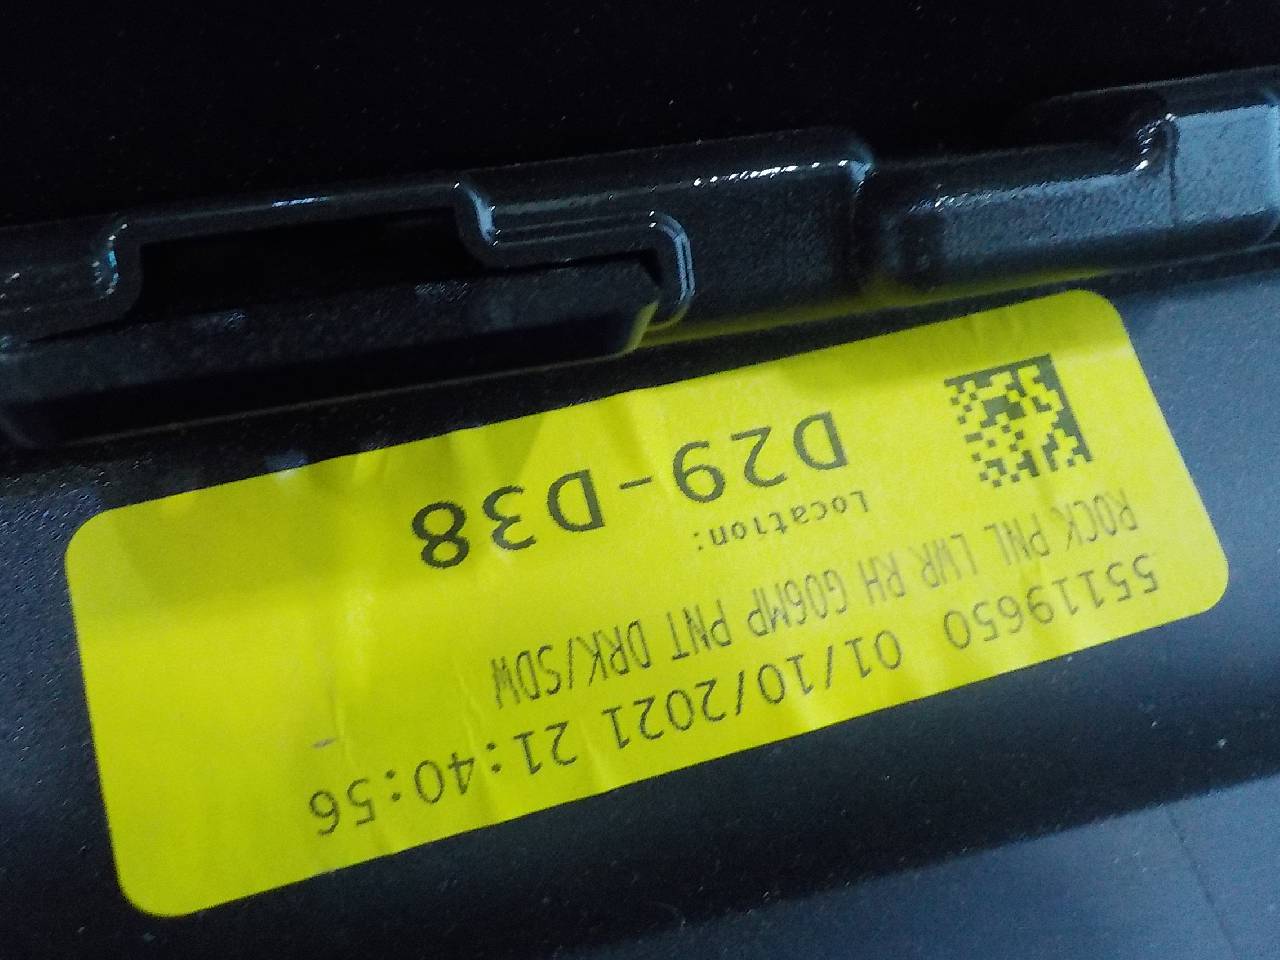 55119650 01/10/2021 21:40:56
ROCK PNL LWR RH G06MP PNT DRK/SDW
Location:
D29-D38